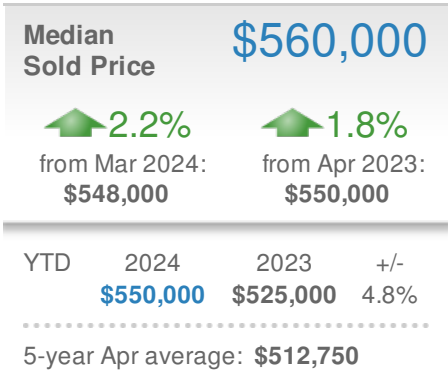 Median
Sold Price
$560,000
2.2%
from Mar 2024:
$548,000
1.8%
from Apr 2023:
$550,000
YTD 2024 2023 +/-
$550,000 $525,000 4.8%
5-year Apr average: $512,750